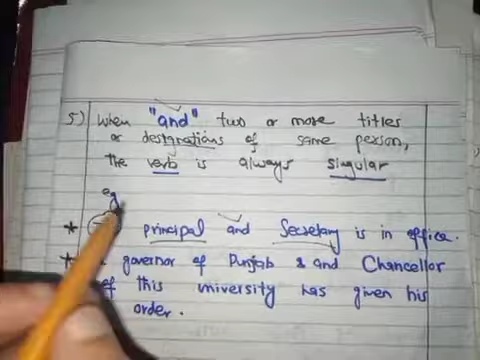 5) When "and" two or more titles
or designations of same person,
the verb is always singular
eg
* principal and Secretary is in office.
* governor of Punjab & and Chancellor
of this university has given his
order.